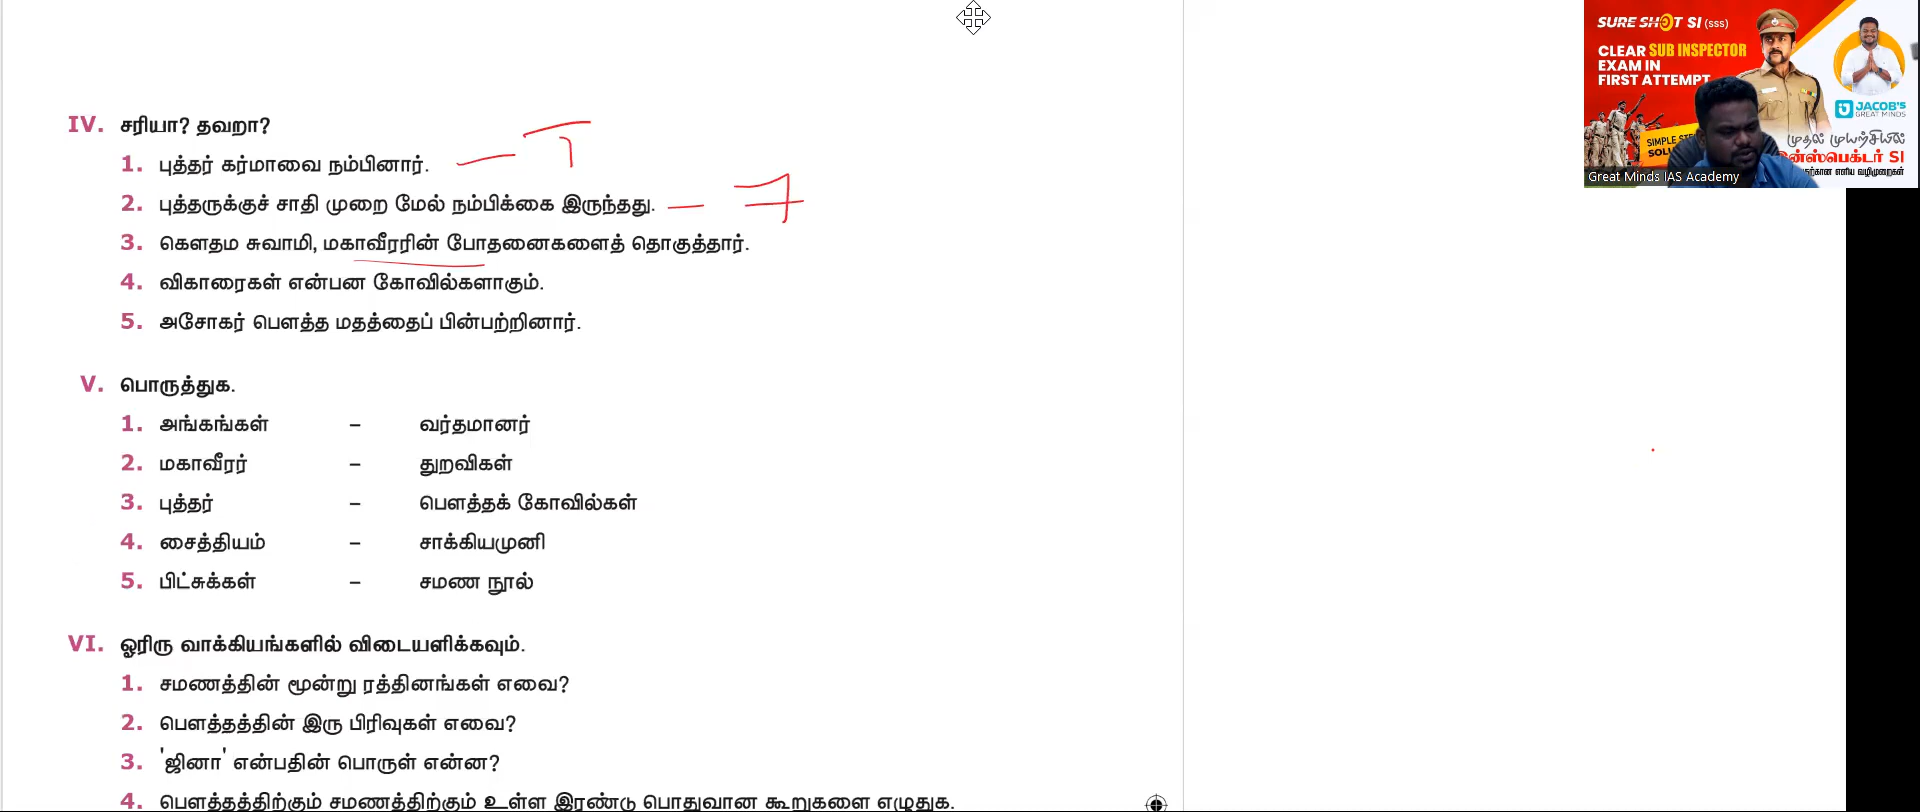 SURE SHOT SI (SSS)
CLEAR SUB INSPECTOR
EXAM IN
FIRST ATTEMPT
JACOB'S
GREAT MINDS
முதல் முயற்சியில்
SIMPLE
Great Minds IAS Academy
IV. சரியா? தவறா?
1. புத்தர் கர்மாவை நம்பினார். – T
2. புத்தருக்குச் சாதி முறை மேல் நம்பிக்கை இருந்தது. – F
3. கௌதம சுவாமி, மகாவீரரின் போதனைகளைத் தொகுத்தார்.
4. விகாரைகள் என்பன கோவில்களாகும்.
5. அசோகர் பௌத்த மதத்தைப் பின்பற்றினார்.
V. பொருத்துக.
1. அங்கங்கள் – வர்தமானர்
2. மகாவீரர் – துறவிகள்
3. புத்தர் – பௌத்தக் கோவில்கள்
4. சைத்தியம் – சாக்கியமுனி
5. பிட்சுக்கள் – சமண நூல்
VI. ஓரிரு வாக்கியங்களில் விடையளிக்கவும்.
1. சமணத்தின் மூன்று ரத்தினங்கள் எவை?
2. பௌத்தத்தின் இரு பிரிவுகள் எவை?
3. 'ஜினா' என்பதின் பொருள் என்ன?
4. பௌத்தத்திற்கும் சமணத்திற்கும் உள்ள இரண்டு பொதுவான கூறுகளை எழுதுக.